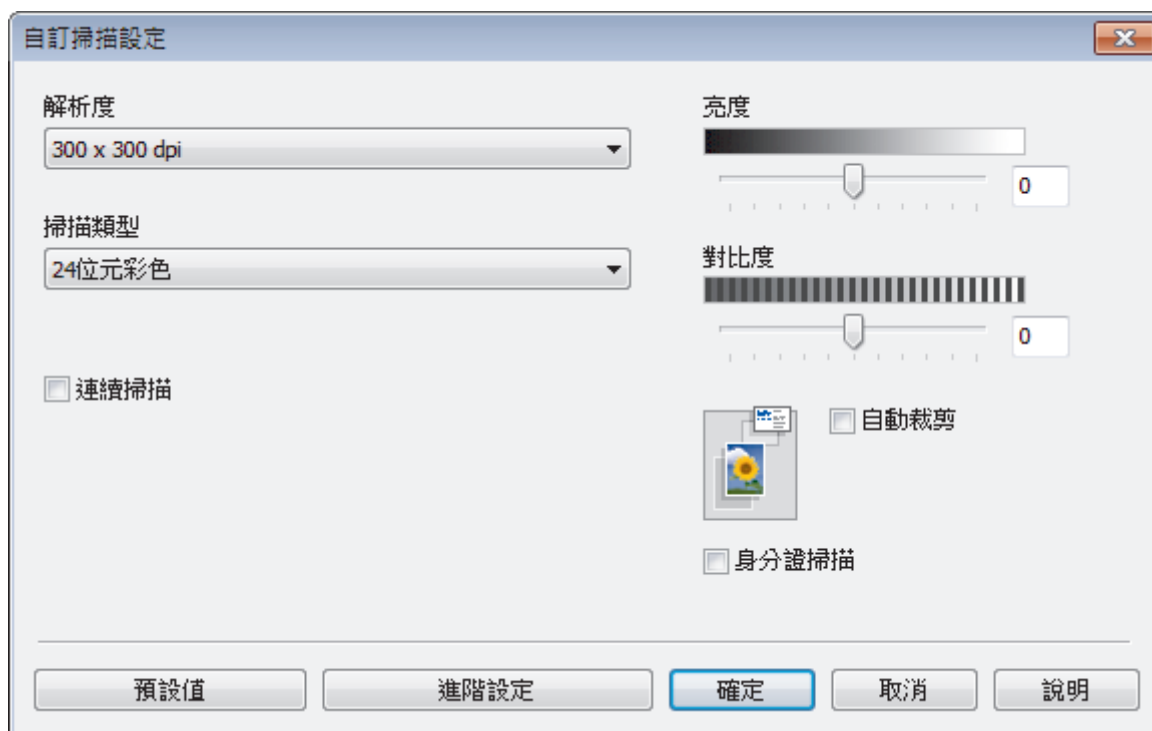 自訂掃描設定
解析度
300 x 300 dpi
掃描類型
24位元彩色
連續掃描
亮度
0
對比度
0
自動裁剪
身分證掃描
預設值
進階設定
確定
取消
說明